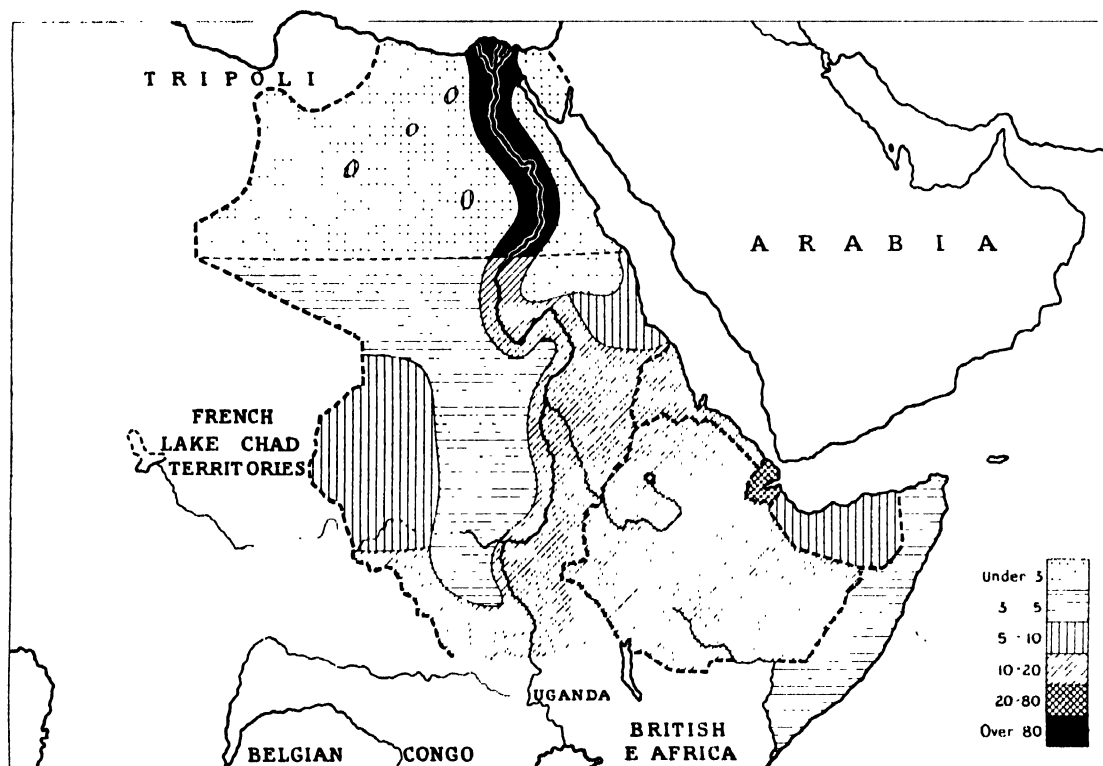 TRIPOLI
ARABIA
FRENCH
LAKE CHAD
TERRITORIES
Under 3
3 5
5-10
10-20
20-80
Over 80
UGANDA
BRITISH
E AFRICA
BELGIAN CONGO